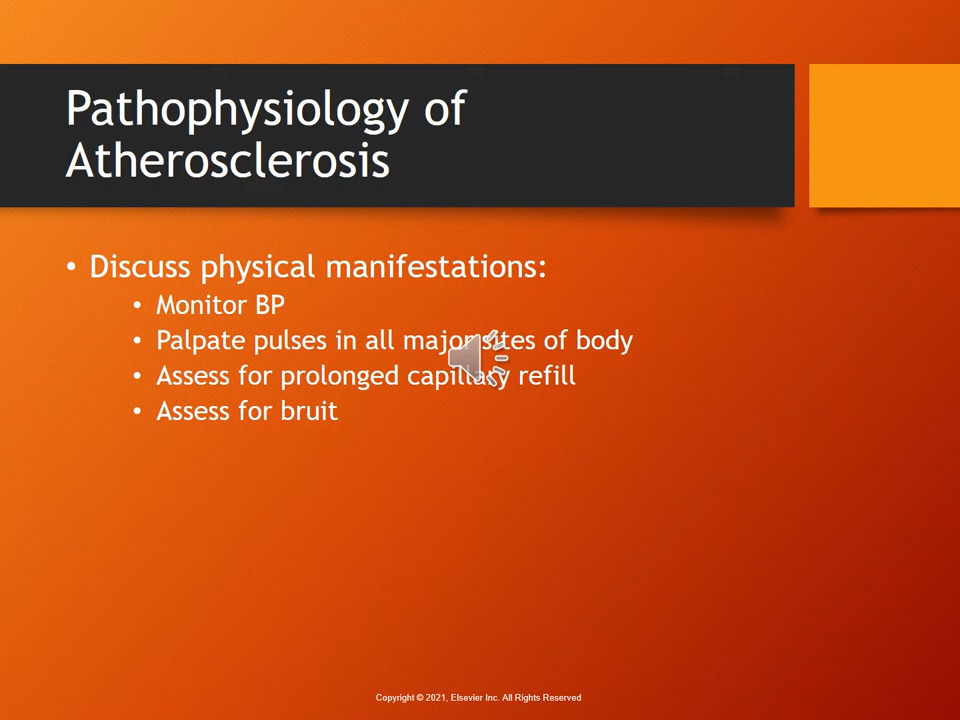 Pathophysiology of
Atherosclerosis
• Discuss physical manifestations:
• Monitor BP
• Palpate pulses in all major sites of body
• Assess for prolonged capillary refill
• Assess for bruit
Copyright © 2021, Elsevier Inc. All Rights Reserved